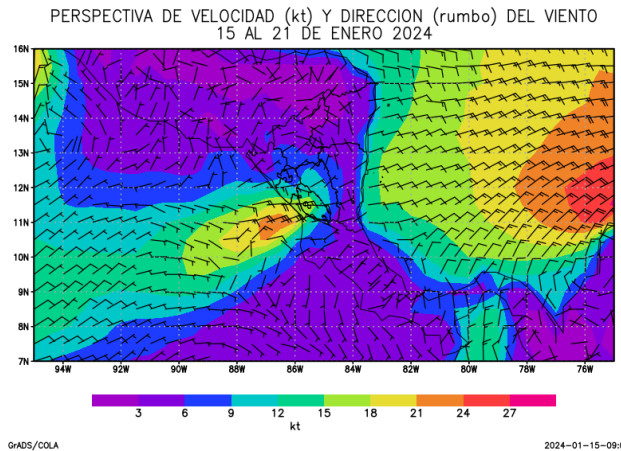 PERSPECTIVA DE VELOCIDAD (kt) Y DIRECCION (rumbo) DEL VIENTO
15 AL 21 DE ENERO 2024
16N
15N
14N
13N
12N
11N
10N
9N
8N
7N
94W 92W 90W 88W 86W 84W 82W 80W 78W 76W
3 6 9 12 15 18 21 24 27
kt
GrADS/COLA 2024-01-15-09: